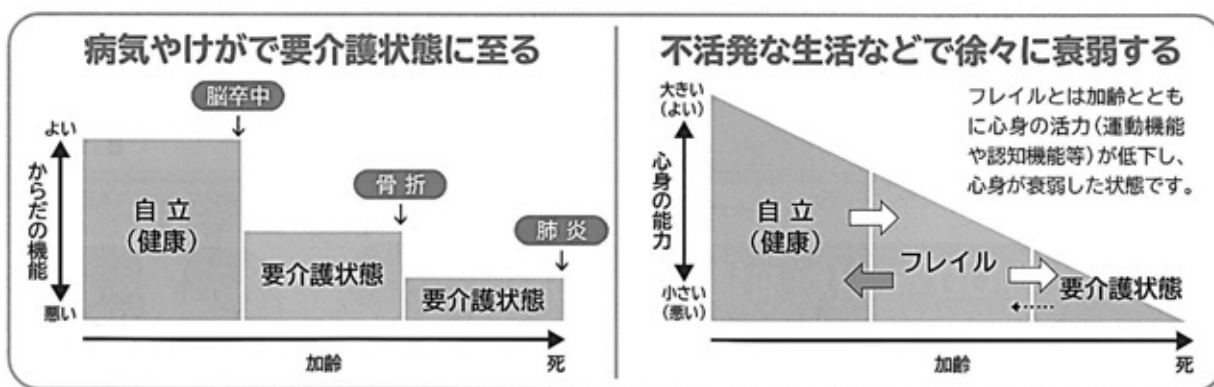 病気やけがで要介護状態に至る
脳卒中
よい
からだの機能
悪い
自立
(健康)
骨折
要介護状態
肺炎
要介護状態
加齢
死
不活発な生活などで徐々に衰弱する
大きい
(よい)
心身の能力
小さい
(悪い)
フレイルとは加齢ととも
に心身の活力(運動機能
や認知機能等)が低下し、
心身が衰弱した状態です。
自立
(健康)
フレイル
要介護状態
加齢
死